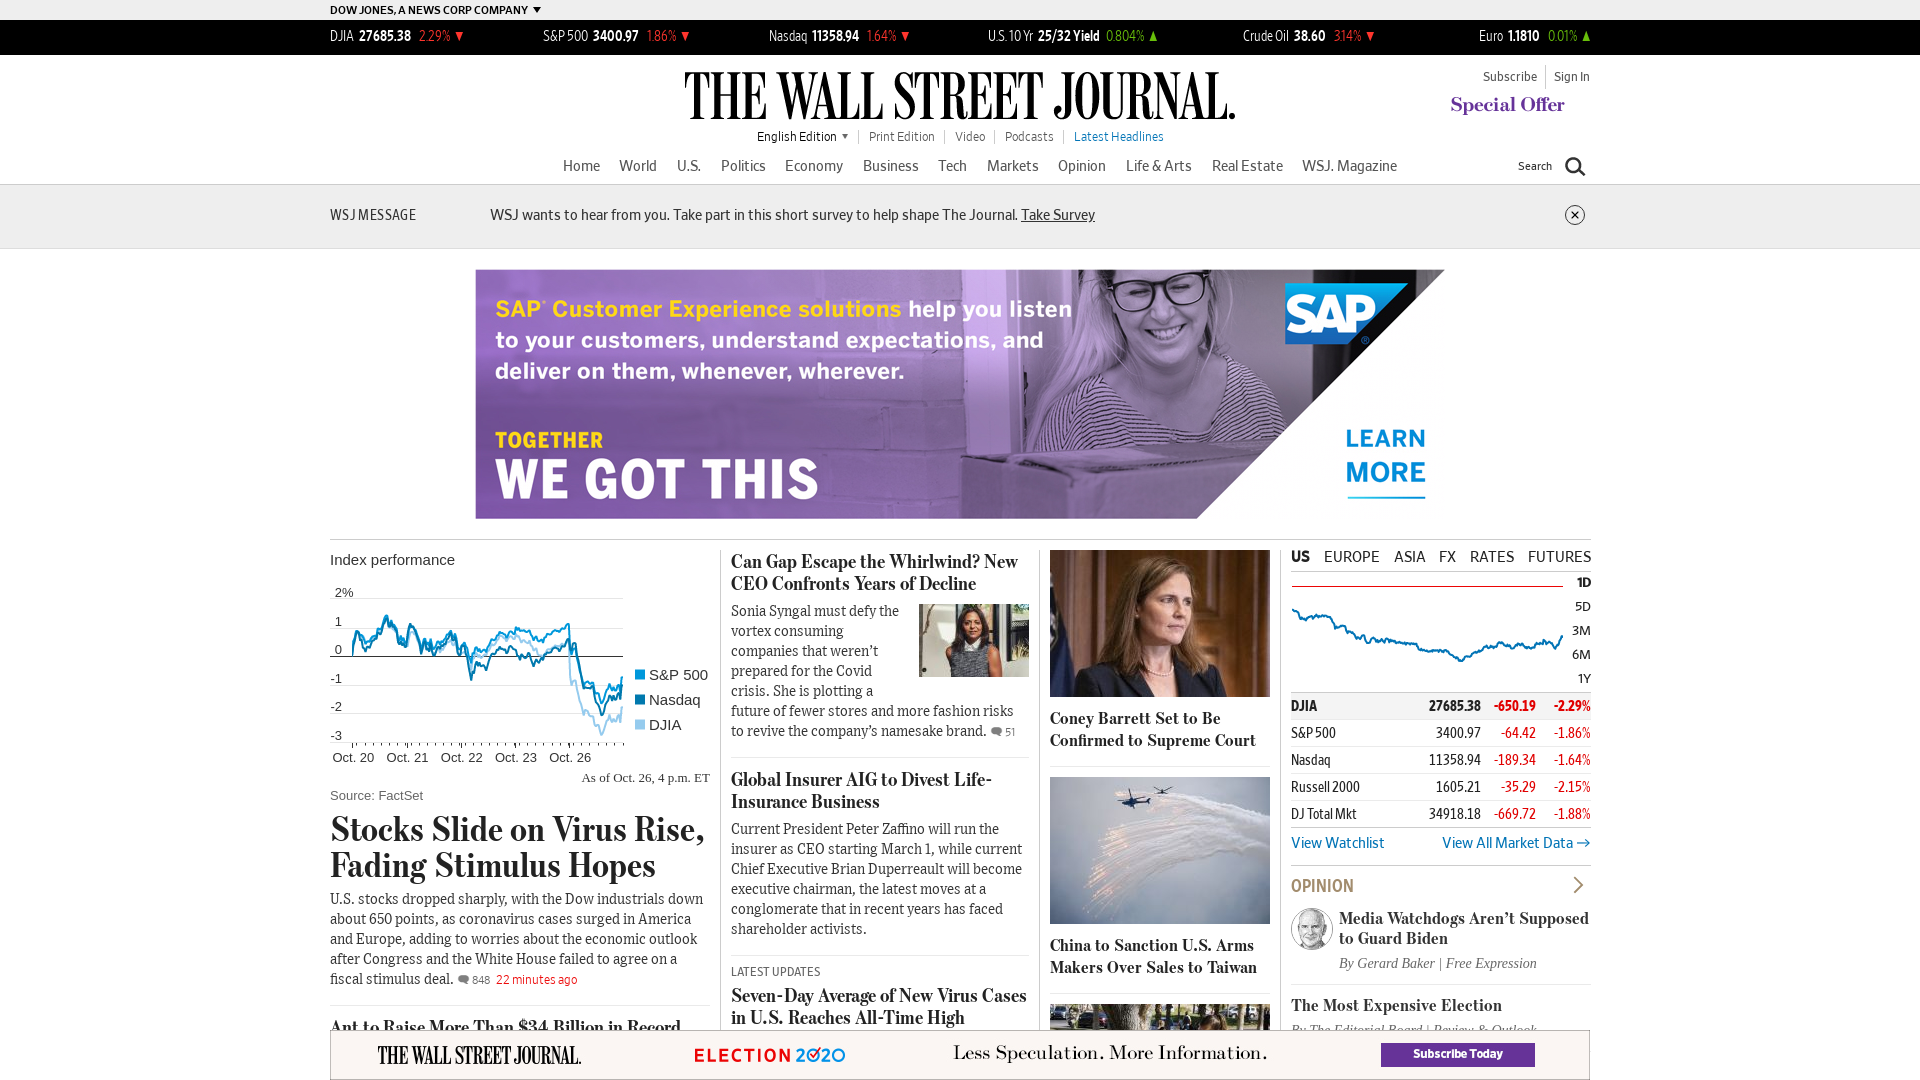 DOW JONES, A NEWS CORP COMPANY
DJIA 27685.38 2.29%
S&P 500 3400.97 1.86%
Nasdaq 11358.94 1.64%
U.S. 10 Yr 25/32 Yield 0.804%
Crude Oil 38.60 3.14%
Euro 1.1810 0.01%
THE WALL STREET JOURNAL.
Subscribe Sign In
Special Offer
English Edition Print Edition Video Podcasts Latest Headlines
Home World U.S. Politics Economy Business Tech Markets Opinion Life & Arts Real Estate WSJ. Magazine
Search
WSJ MESSAGE
WSJ wants to hear from you. Take part in this short survey to help shape The Journal. Take Survey
SAP* Customer Experience solutions help you listen
to your customers, understand expectations, and
deliver on them, whenever, wherever.
TOGETHER
WE GOT THIS
SAP®
LEARN
MORE
Index performance
2%
1
0
-1
-2
-3
Oct. 20 Oct. 21 Oct. 22 Oct. 23 Oct. 26
S&P 500
Nasdaq
DJIA
As of Oct. 26, 4 p.m. ET
Source: FactSet
Stocks Slide on Virus Rise,
Fading Stimulus Hopes
U.S. stocks dropped sharply, with the Dow industrials down
about 650 points, as coronavirus cases surged in America
and Europe, adding to worries about the economic outlook
after Congress and the White House failed to agree on a
fiscal stimulus deal. 848 22 minutes ago
Ant to Raise More Than $34 Billion in Record
Can Gap Escape the Whirlwind? New
CEO Confronts Years of Decline
Sonia Syngal must defy the
vortex consuming
companies that weren’t
prepared for the Covid
crisis. She is plotting a
future of fewer stores and more fashion risks
to revive the company’s namesake brand. 51
Global Insurer AIG to Divest Life-
Insurance Business
Current President Peter Zaffino will run the
insurer as CEO starting March 1, while current
Chief Executive Brian Duperreault will become
executive chairman, the latest moves at a
conglomerate that in recent years has faced
shareholder activists.
LATEST UPDATES
Seven-Day Average of New Virus Cases
in U.S. Reaches All-Time High
Coney Barrett Set to Be
Confirmed to Supreme Court
China to Sanction U.S. Arms
Makers Over Sales to Taiwan
US EUROPE ASIA FX RATES FUTURES
1D
5D
3M
6M
1Y
DJIA 27685.38 -650.19 -2.29%
S&P 500 3400.97 -64.42 -1.86%
Nasdaq 11358.94 -189.34 -1.64%
Russell 2000 1605.21 -35.29 -2.15%
DJ Total Mkt 34918.18 -669.72 -1.88%
View Watchlist View All Market Data
OPINION
Media Watchdogs Aren’t Supposed
to Guard Biden
By Gerard Baker | Free Expression
The Most Expensive Election
By The Editorial Board | Review & Outlook
THE WALL STREET JOURNAL.
ELECTION 2020
Less Speculation. More Information.
Subscribe Today